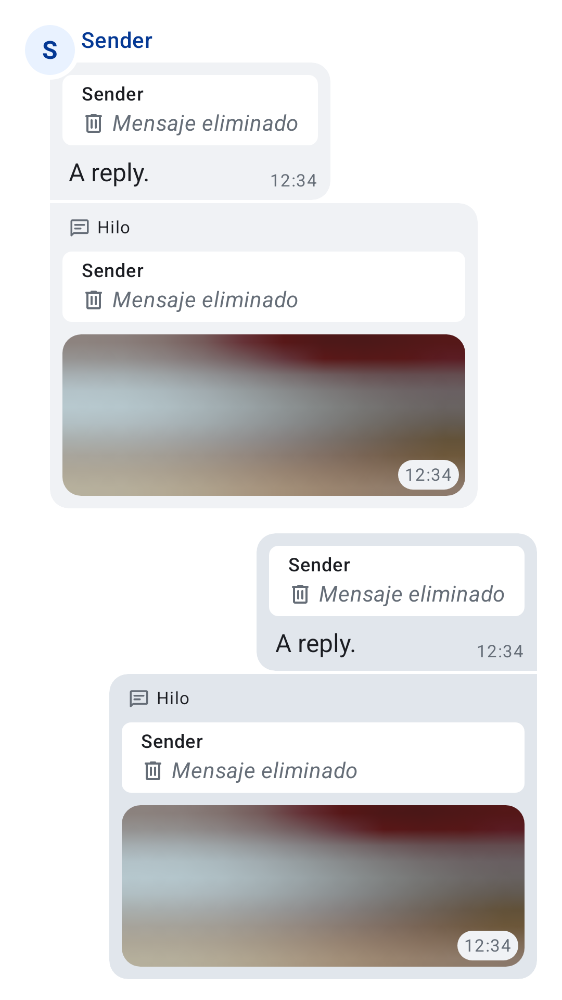 S
Sender
Sender
Mensaje eliminado
A reply.
12:34
Hilo
Sender
Mensaje eliminado
12:34
Sender
Mensaje eliminado
A reply.
12:34
Hilo
Sender
Mensaje eliminado
12:34